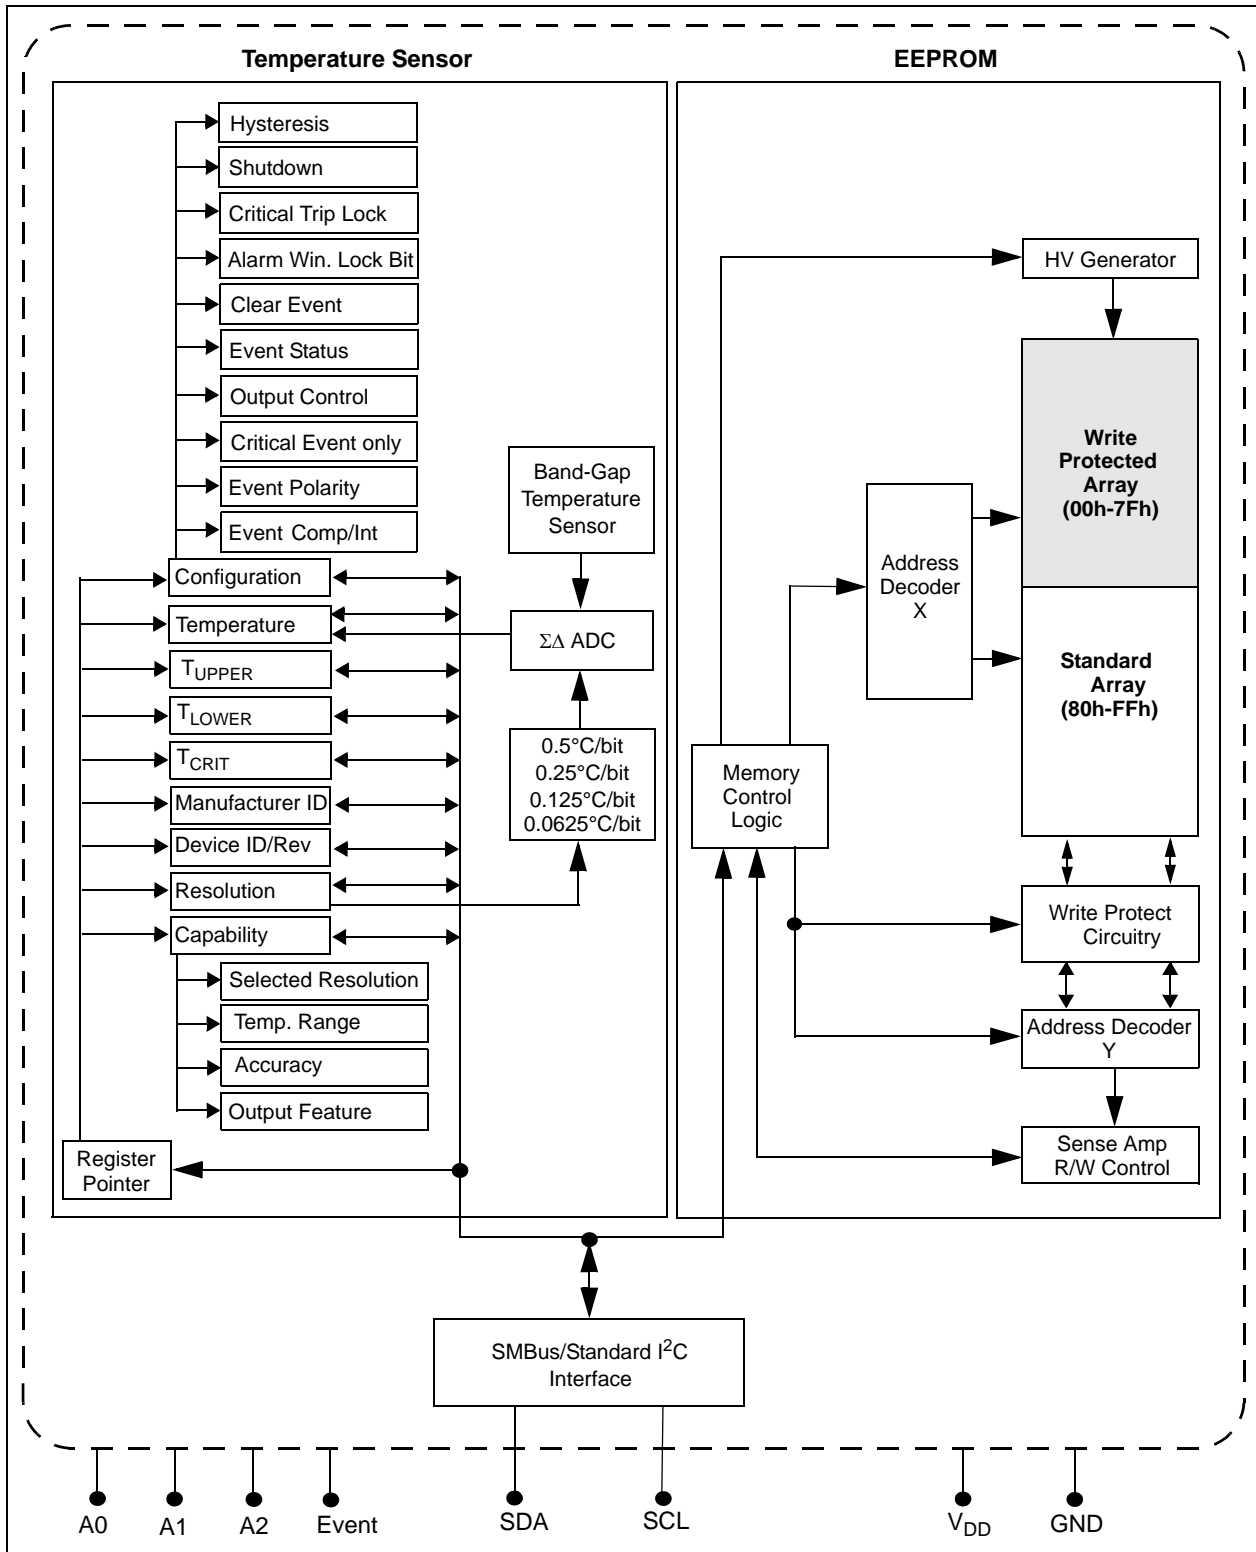 Temperature Sensor
Hysteresis
Shutdown
Critical Trip Lock
Alarm Win. Lock Bit
Clear Event
Event Status
Output Control
Critical Event only
Event Polarity
Event Comp/Int
Configuration
Temperature
TUPPER
TLOWER
TCRIT
Manufacturer ID
Device ID/Rev
Resolution
Capability
Selected Resolution
Temp. Range
Accuracy
Output Feature
Register
Pointer
Band-Gap
Temperature
Sensor
ΣΔ ADC
0.5°C/bit
0.25°C/bit
0.125°C/bit
0.0625°C/bit
EEPROM
HV Generator
Write
Protected
Array
(00h-7Fh)
Address
Decoder
X
Standard
Array
(80h-FFh)
Memory
Control
Logic
Write Protect
Circuitry
Address Decoder
Y
Sense Amp
R/W Control
SMBus/Standard I²C
Interface
A0
A1
A2
Event
SDA
SCL
VDD
GND